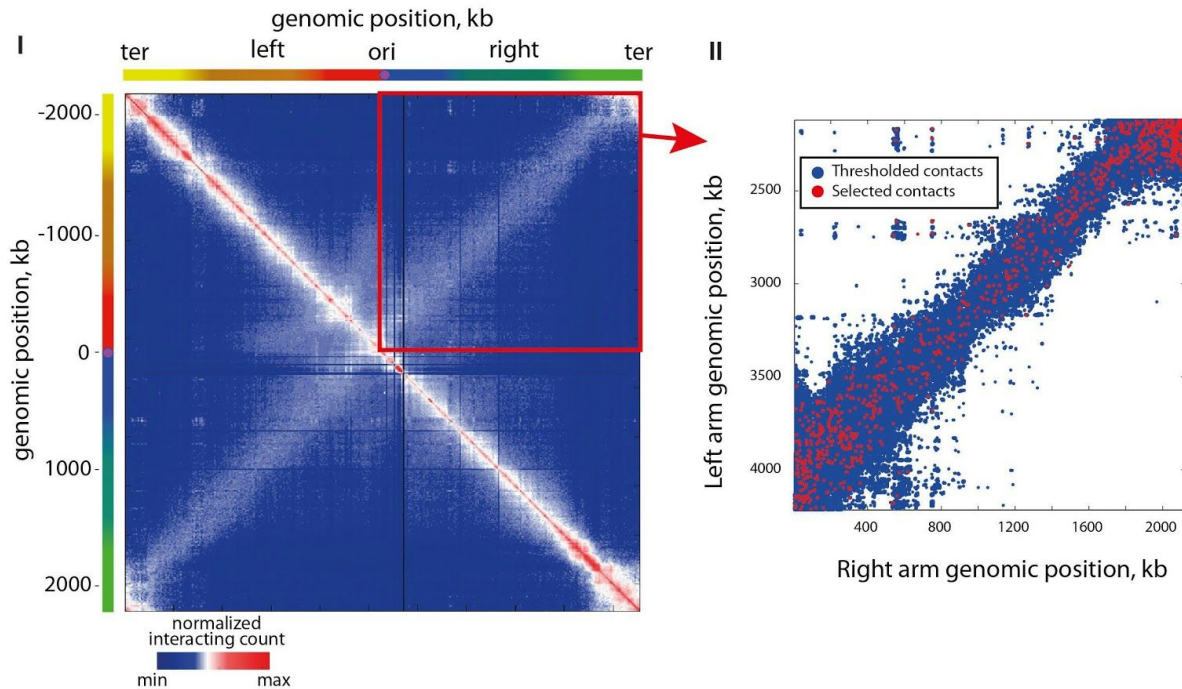 I
genomic position, kb
ter left ori right ter
genomic position, kb
-2000
-1000
0
1000
2000
normalized
interacting count
min max
II
Thresholded contacts
Selected contacts
Left arm genomic position, kb
2500
3000
3500
4000
400 800 1200 1600 2000
Right arm genomic position, kb